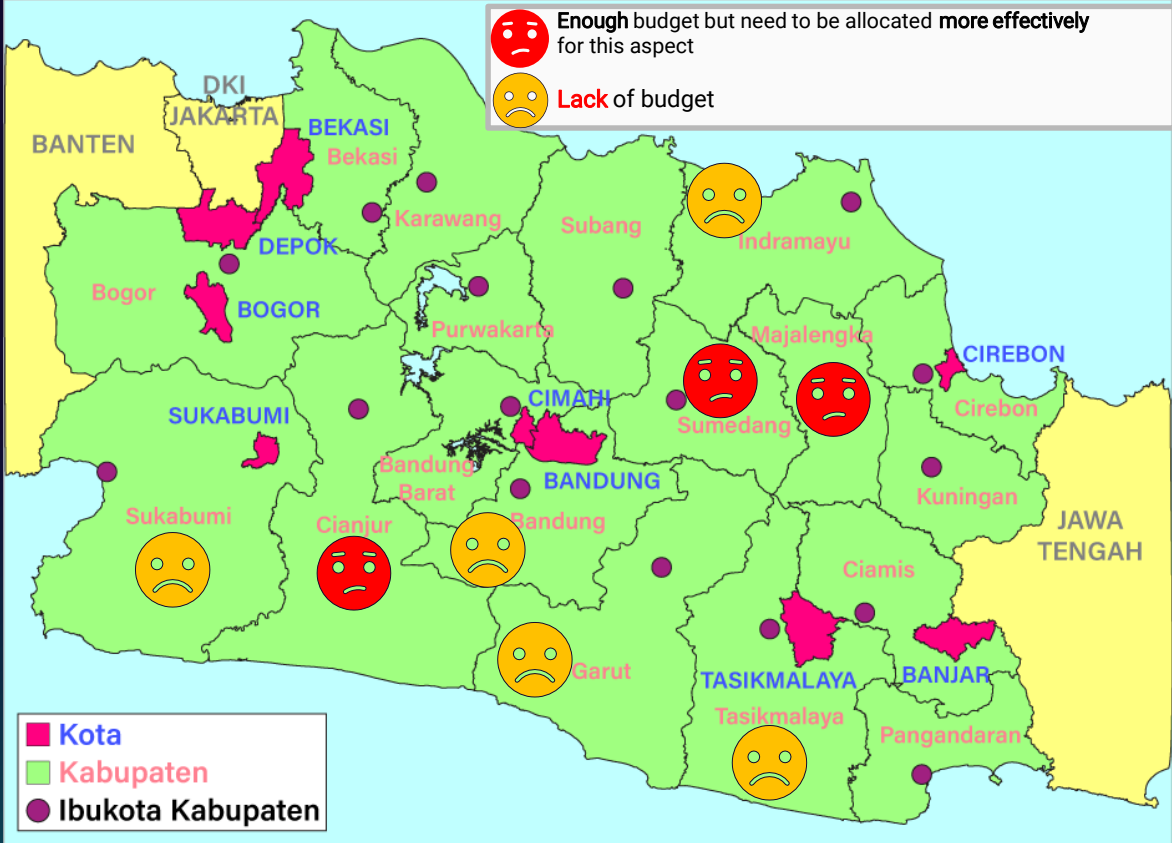 Enough budget but need to be allocated more effectively
for this aspect
Lack of budget
DKI
JAKARTA
BANTEN
BEKASI
Bekasi
Karawang
Subang
Indramayu
DEPOK
Bogor
BOGOR
Purwakarta
Majalengka
CIREBON
Cirebon
SUKABUMI
CIMAHI
Sumedang
Bandung
Barat
BANDUNG
Kuningan
Sukabumi
Cianjur
Bandung
JAWA
TENGAH
Ciamis
Garut
TASIKMALAYA
BANJAR
Tasikmalaya
Pangandaran
Kota
Kabupaten
Ibukota Kabupaten